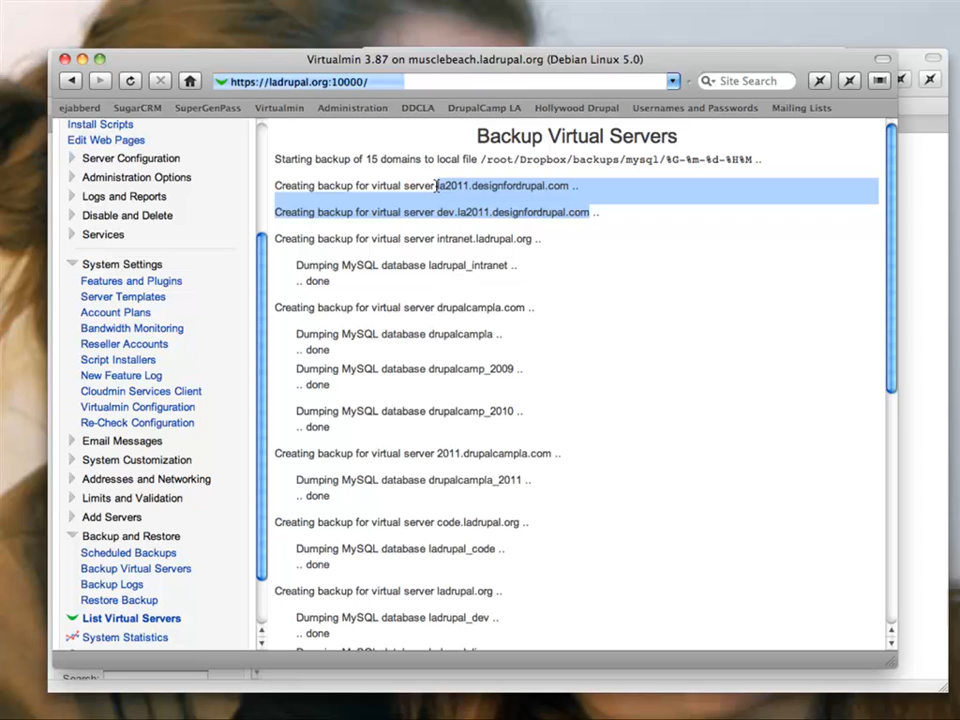 Virtualmin 3.87 on musclebeach.ladrupal.org (Debian Linux 5.0)
https://ladrupal.org:10000/
Site Search
ejabberd SugarCRM SuperGenPass Virtualmin Administration DDCLA DrupalCamp LA Hollywood Drupal Usernames and Passwords Mailing Lists
Install Scripts
Edit Web Pages
Server Configuration
Administration Options
Logs and Reports
Disable and Delete
Services
System Settings
Features and Plugins
Server Templates
Account Plans
Bandwidth Monitoring
Reseller Accounts
Script Installers
New Feature Log
Cloudmin Services Client
Virtualmin Configuration
Re-Check Configuration
Email Messages
System Customization
Addresses and Networking
Limits and Validation
Add Servers
Backup and Restore
Scheduled Backups
Backup Virtual Servers
Backup Logs
Restore Backup
List Virtual Servers
System Statistics
Search:
Backup Virtual Servers
Starting backup of 15 domains to local file /root/Dropbox/backups/mysql/%G-%m-%d-%H%M ..
Creating backup for virtual server la2011.designfordrupal.com ..
Creating backup for virtual server dev.la2011.designfordrupal.com ..
Creating backup for virtual server intranet.ladrupal.org ..
Dumping MySQL database ladrupal_intranet ..
.. done
Creating backup for virtual server drupalcampla.com ..
Dumping MySQL database drupalcampla ..
.. done
Dumping MySQL database drupalcamp_2009 ..
.. done
Dumping MySQL database drupalcamp_2010 ..
.. done
Creating backup for virtual server 2011.drupalcampla.com ..
Dumping MySQL database drupalcampla_2011 ..
.. done
Creating backup for virtual server code.ladrupal.org ..
Dumping MySQL database ladrupal_code ..
.. done
Creating backup for virtual server ladrupal.org ..
Dumping MySQL database ladrupal_dev ..
.. done